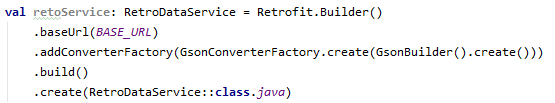 val retoService: RetroDataService = Retrofit.Builder()
.baseUrl(BASE_URL)
.addConverterFactory(GsonConverterFactory.create(GsonBuilder().create()))
.build()
.create(RetroDataService::class.java)